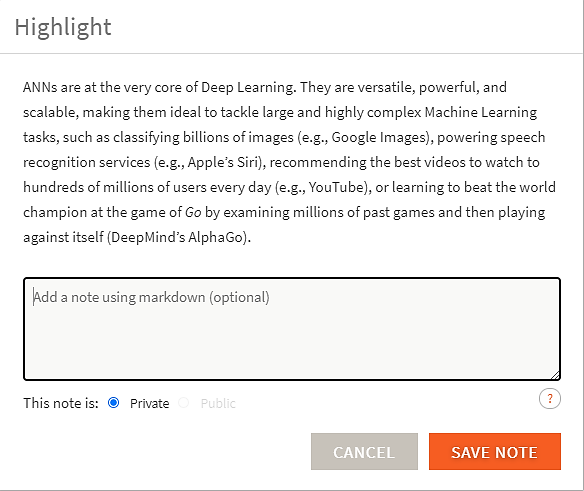 Highlight
ANNs are at the very core of Deep Learning. They are versatile, powerful, and
scalable, making them ideal to tackle large and highly complex Machine Learning
tasks, such as classifying billions of images (e.g., Google Images), powering speech
recognition services (e.g., Apple’s Siri), recommending the best videos to watch to
hundreds of millions of users every day (e.g., YouTube), or learning to beat the world
champion at the game of Go by examining millions of past games and then playing
against itself (DeepMind’s AlphaGo).
Add a note using markdown (optional)
This note is: Private Public ?
CANCEL SAVE NOTE